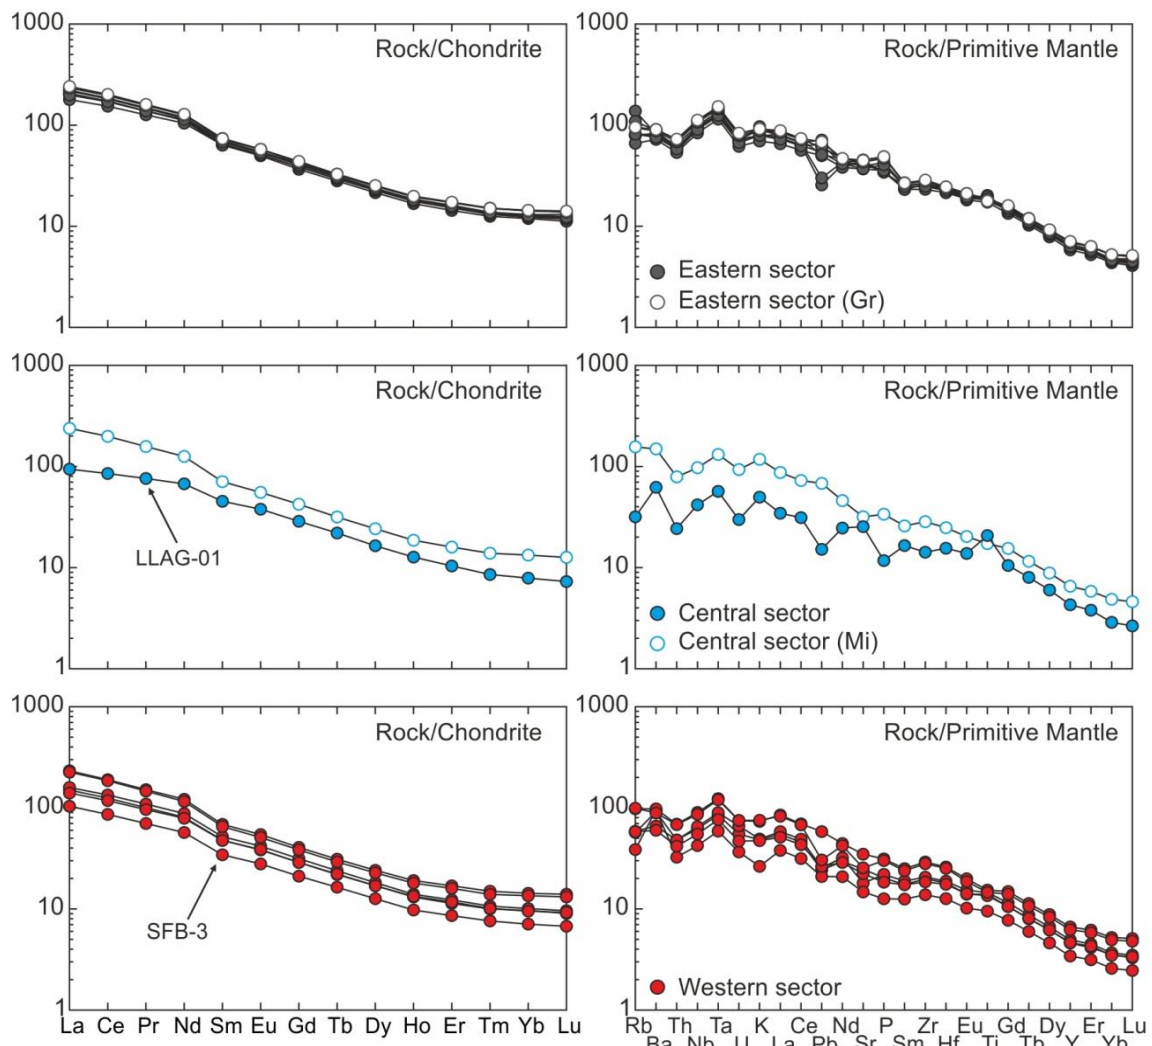 1000
100
10
1
Rock/Chondrite
1000
100
10
1
Rock/Primitive Mantle
Eastern sector
Eastern sector (Gr)
1000
100
10
1
Rock/Chondrite
LLAG-01
1000
100
10
1
Rock/Primitive Mantle
Central sector
Central sector (Mi)
1000
100
10
1
Rock/Chondrite
SFB-3
La Ce Pr Nd Sm Eu Gd Tb Dy Ho Er Tm Yb Lu
1000
100
10
1
Rock/Primitive Mantle
Western sector
Rb Th Ta K Ce Nd P Zr Eu Gd Dy Er Lu
Ba Nb U La Pb Sr Sm Hf Ti Tb Y Yb